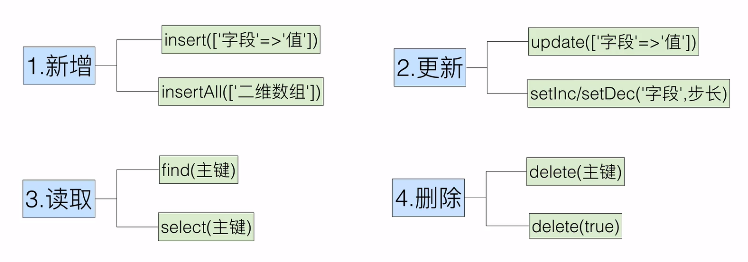 1.新增
insert(['字段'=>'值'])
insertAll(['二维数组'])
2.更新
update(['字段'=>'值'])
setInc/setDec('字段',步长)
3.读取
find(主键)
select(主键)
4.删除
delete(主键)
delete(true)